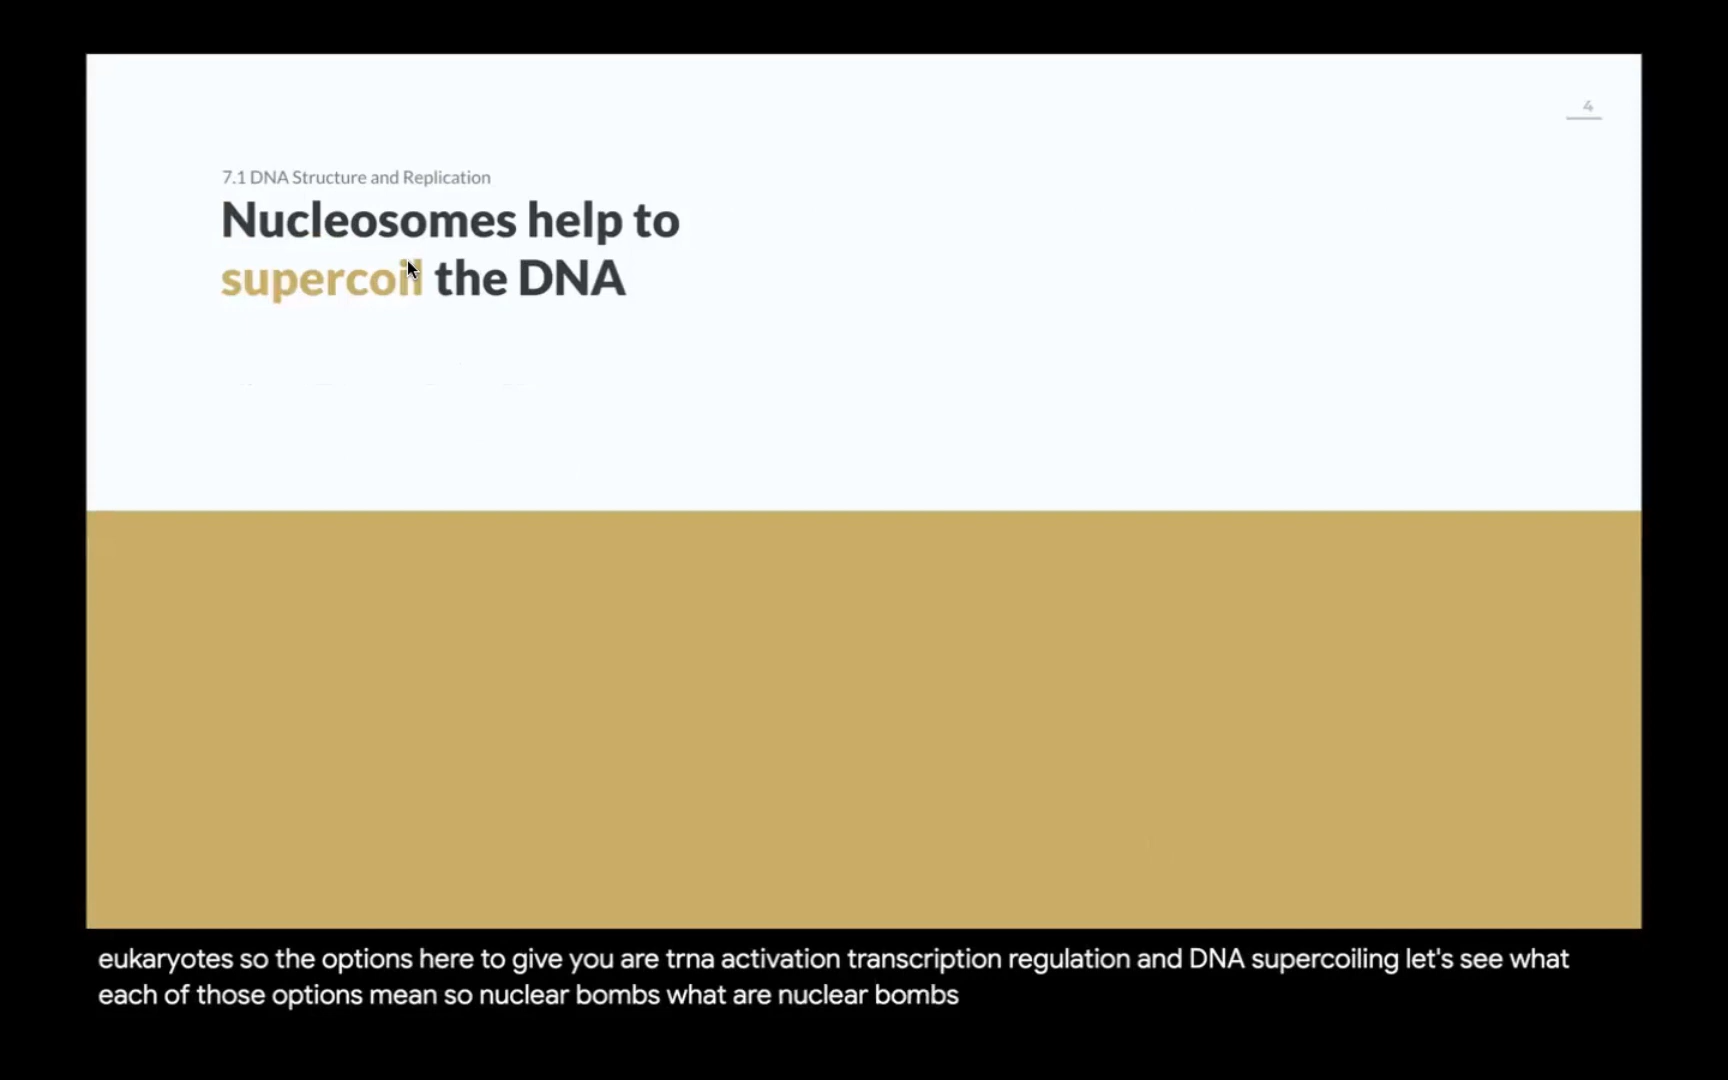 4
7.1 DNA Structure and Replication
Nucleosomes help to
supercoil the DNA
eukaryotes so the options here to give you are trna activation transcription regulation and DNA supercoiling let's see what
each of those options mean so nuclear bombs what are nuclear bombs